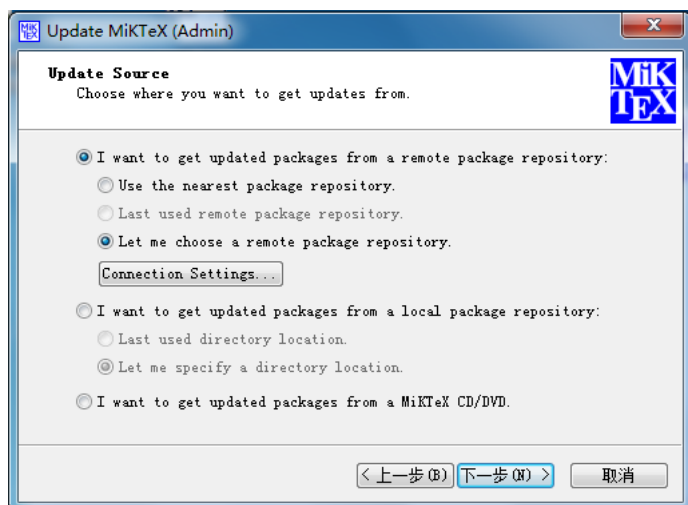 MiK TEX Update MiKTeX (Admin)
Update Source
Choose where you want to get updates from.
MiK
TEX
I want to get updated packages from a remote package repository:
Use the nearest package repository.
Last used remote package repository.
Let me choose a remote package repository.
Connection Settings...
I want to get updated packages from a local package repository:
Last used directory location.
Let me specify a directory location.
I want to get updated packages from a MiKTeX CD/DVD.
< 上一步(B) 下一步(N) > 取消